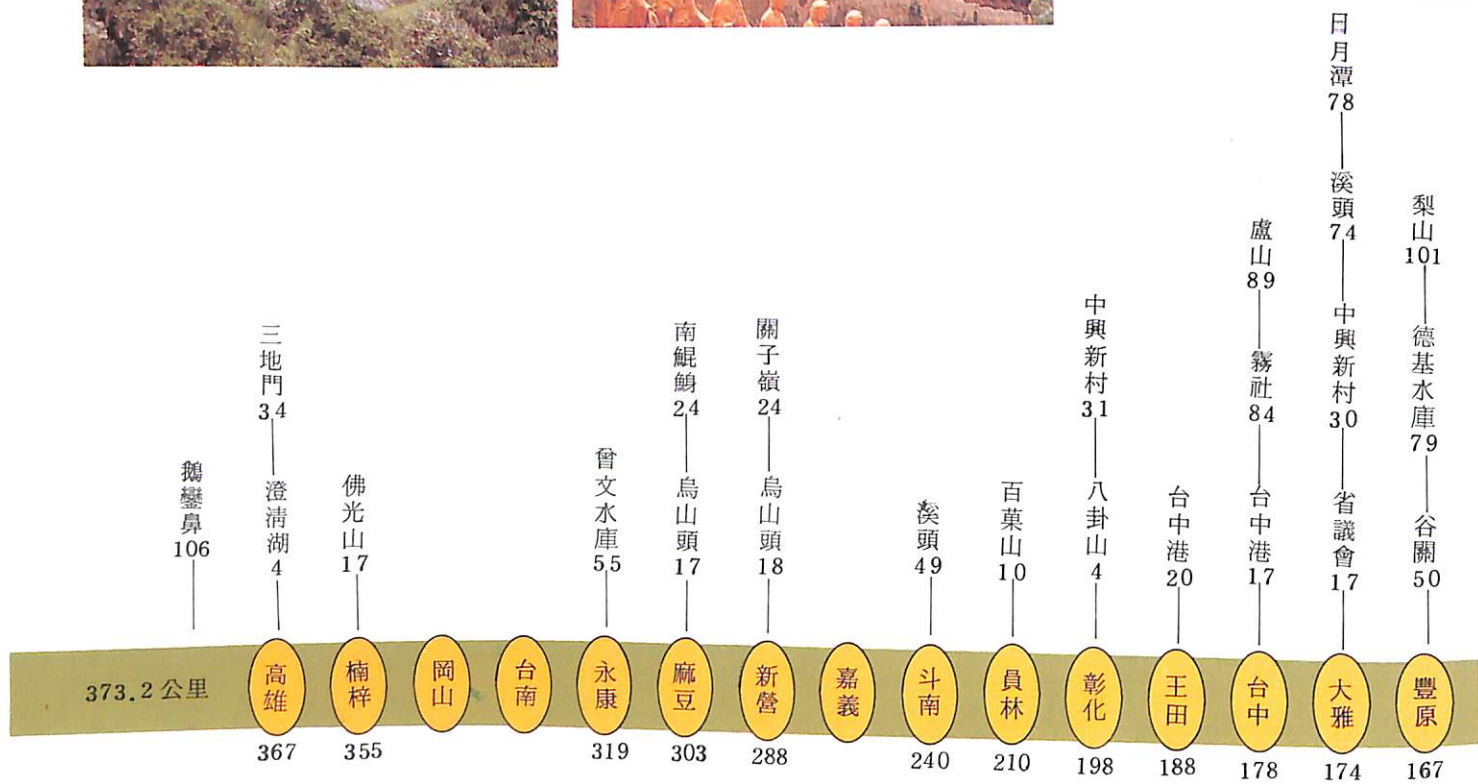 鵝鑾鼻
106
三地門
34
澄清湖
4
佛光山
17
曾文水庫
55
南鯤鯓
24
烏山頭
17
關子嶺
24
烏山頭
18
溪頭
49
百菓山
10
中興新村
31
八卦山
4
台中港
20
盧山
89
霧社
84
台中港
17
日月潭
78
溪頭
74
中興新村
30
省議會
17
梨山
101
德基水庫
79
谷關
50
373.2公里
高雄
楠梓
岡山
台南
永康
麻豆
新營
嘉義
斗南
員林
彰化
王田
台中
大雅
豐原
367
355
319
303
288
240
210
198
188
178
174
167